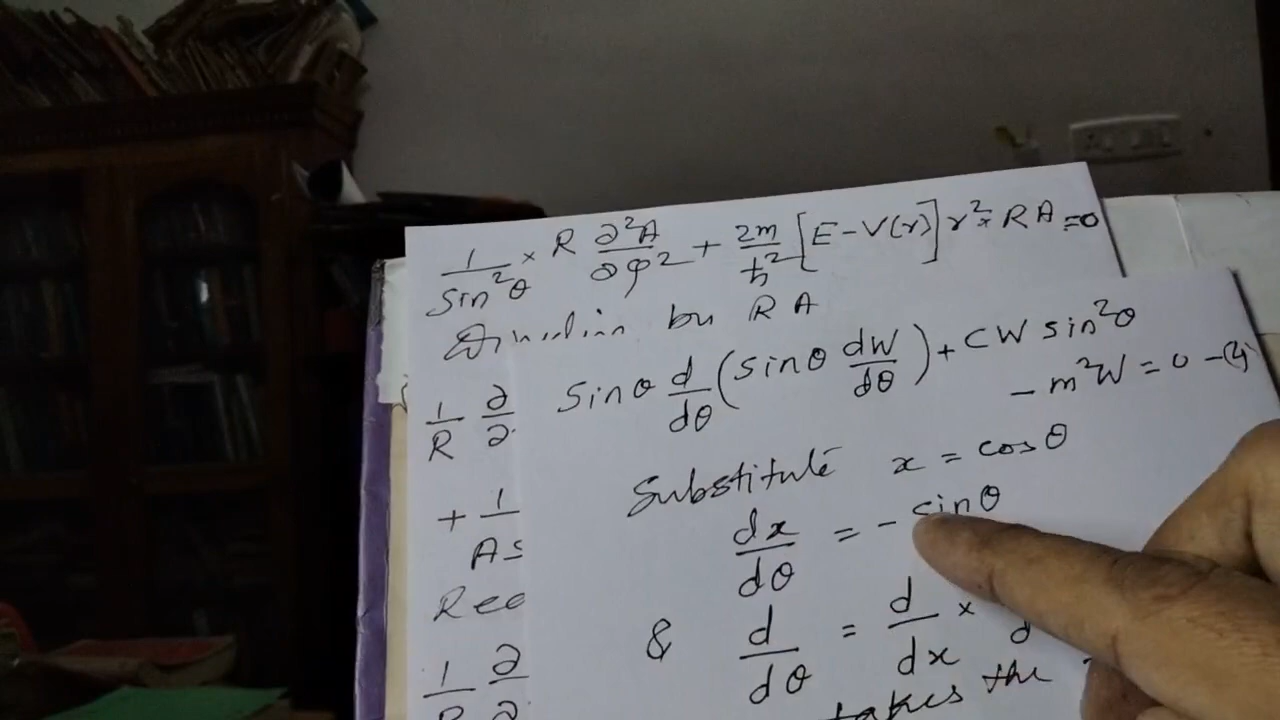 1/sin²θ × R ∂²A/∂φ² + 2m/ħ² [E - V(r)] r² × RA = 0
by RA
1/R ∂/∂
sinθ d/dθ (sinθ dW/dθ) + CW sin²θ
- m²W = 0
Substitute x = cosθ
+ 1
dx/dθ = - sinθ
As
Rec
& d/dθ = d/dx ×
1/R ∂/∂
takes the